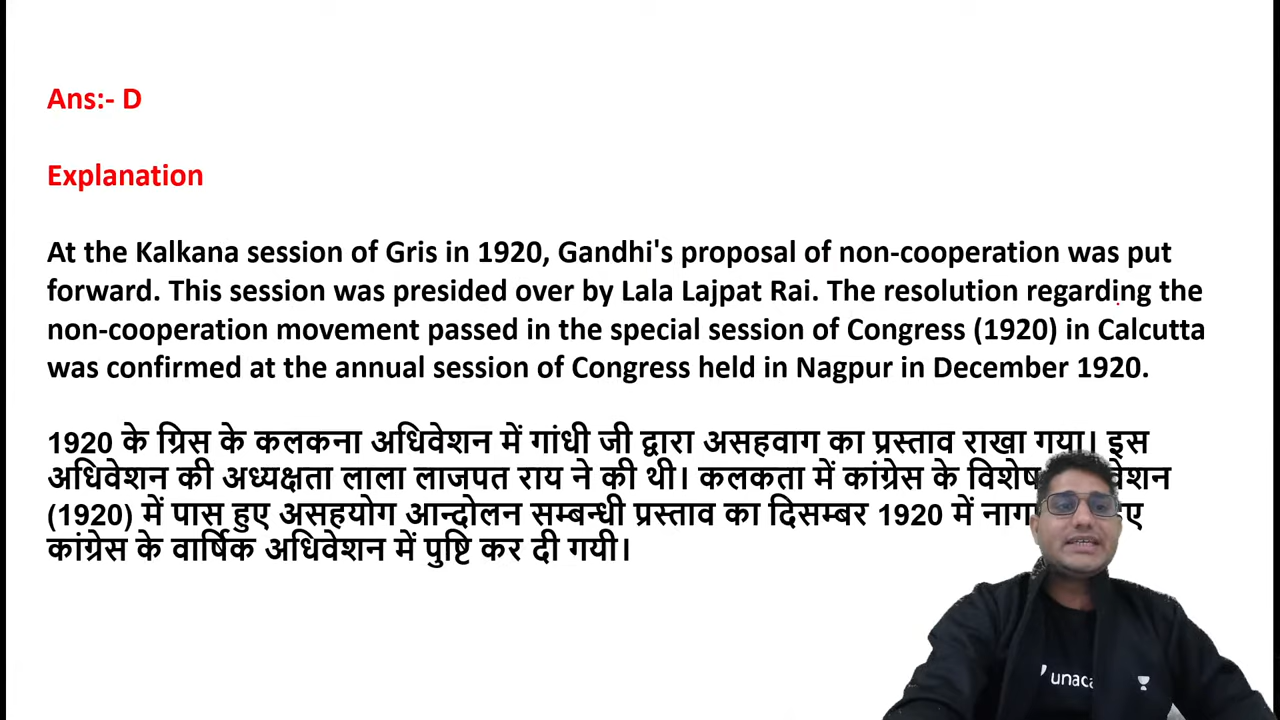 Ans:- D
Explanation
At the Kalkana session of Gris in 1920, Gandhi's proposal of non-cooperation was put
forward. This session was presided over by Lala Lajpat Rai. The resolution regarding the
non-cooperation movement passed in the special session of Congress (1920) in Calcutta
was confirmed at the annual session of Congress held in Nagpur in December 1920.
1920 के ग्रिस के कलकना अधिवेशन में गांधी जी द्वारा असहवाग का प्रस्ताव राखा गया। इस
अधिवेशन की अध्यक्षता लाला लाजपत राय ने की थी। कलकता में कांग्रेस के विशेष
(1920) में पास हुए असहयोग आन्दोलन सम्बन्धी प्रस्ताव का दिसम्बर 1920 में
कांग्रेस के वार्षिक अधिवेशन में पुष्टि कर दी गयी।
unaca